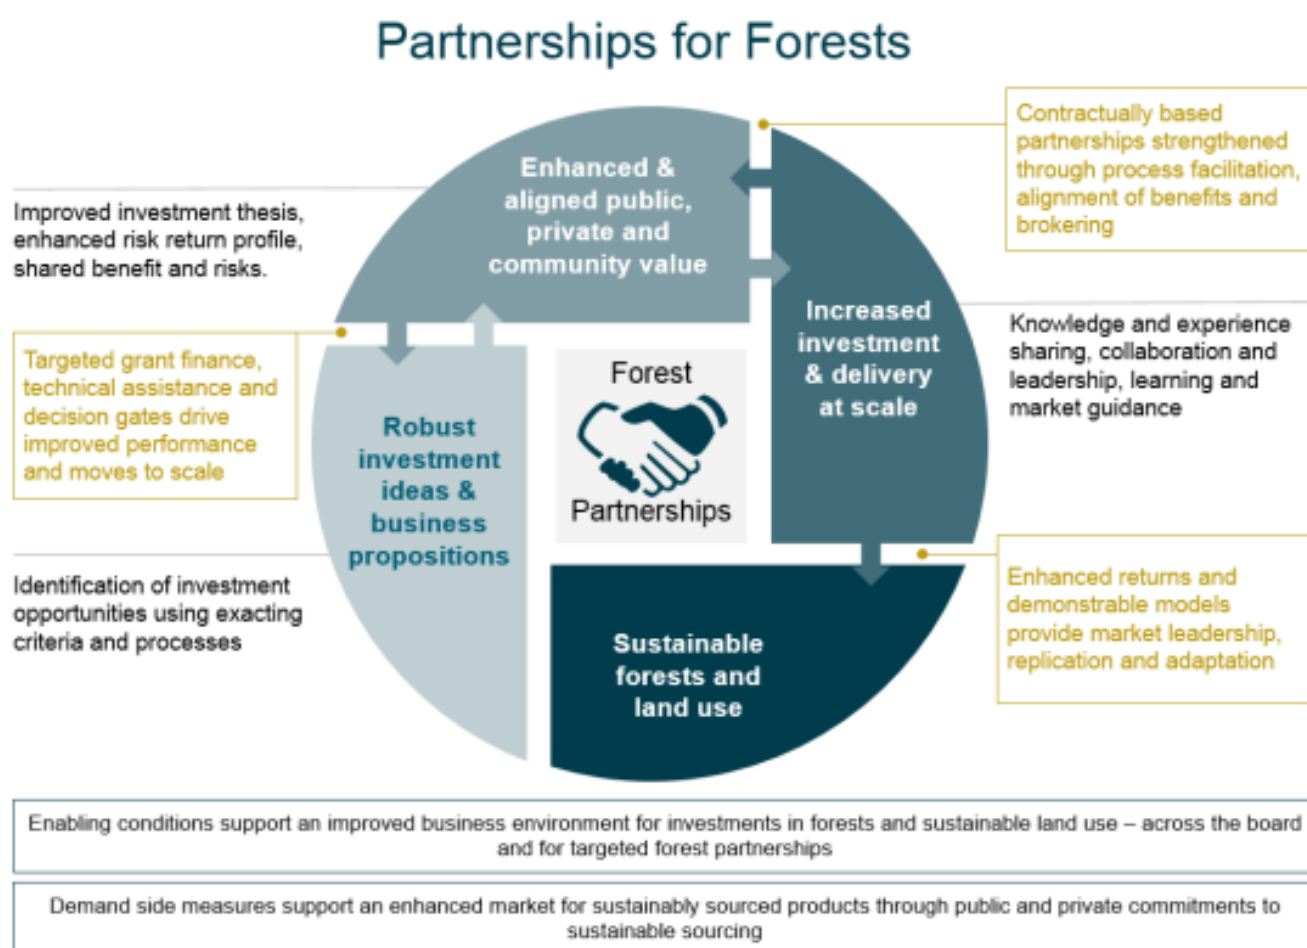 Partnerships for Forests
Improved investment thesis,
enhanced risk return profile,
shared benefit and risks.
Targeted grant finance,
technical assistance and
decision gates drive
improved performance
and moves to scale
Identification of investment
opportunities using exacting
criteria and processes
Enhanced &
aligned public,
private and
community value
Robust
investment
ideas &
business
propositions
Forest
Partnerships
Increased
investment
& delivery
at scale
Sustainable
forests and
land use
Contractually based
partnerships strengthened
through process facilitation,
alignment of benefits and
brokering
Knowledge and experience
sharing, collaboration and
leadership, learning and
market guidance
Enhanced returns and
demonstrable models
provide market leadership,
replication and adaptation
Enabling conditions support an improved business environment for investments in forests and sustainable land use – across the board
and for targeted forest partnerships
Demand side measures support an enhanced market for sustainably sourced products through public and private commitments to
sustainable sourcing